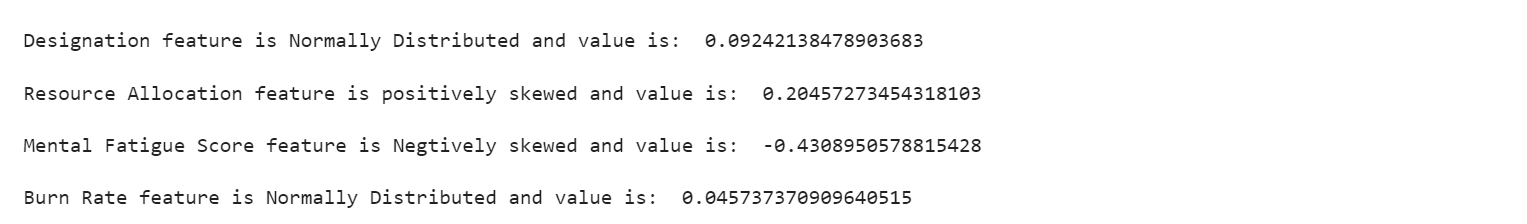 Designation feature is Normally Distributed and value is:  0.09242138478903683
Resource Allocation feature is positively skewed and value is:  0.20457273454318103
Mental Fatigue Score feature is Negtively skewed and value is:  -0.4308950578815428
Burn Rate feature is Normally Distributed and value is:  0.045737370909640515